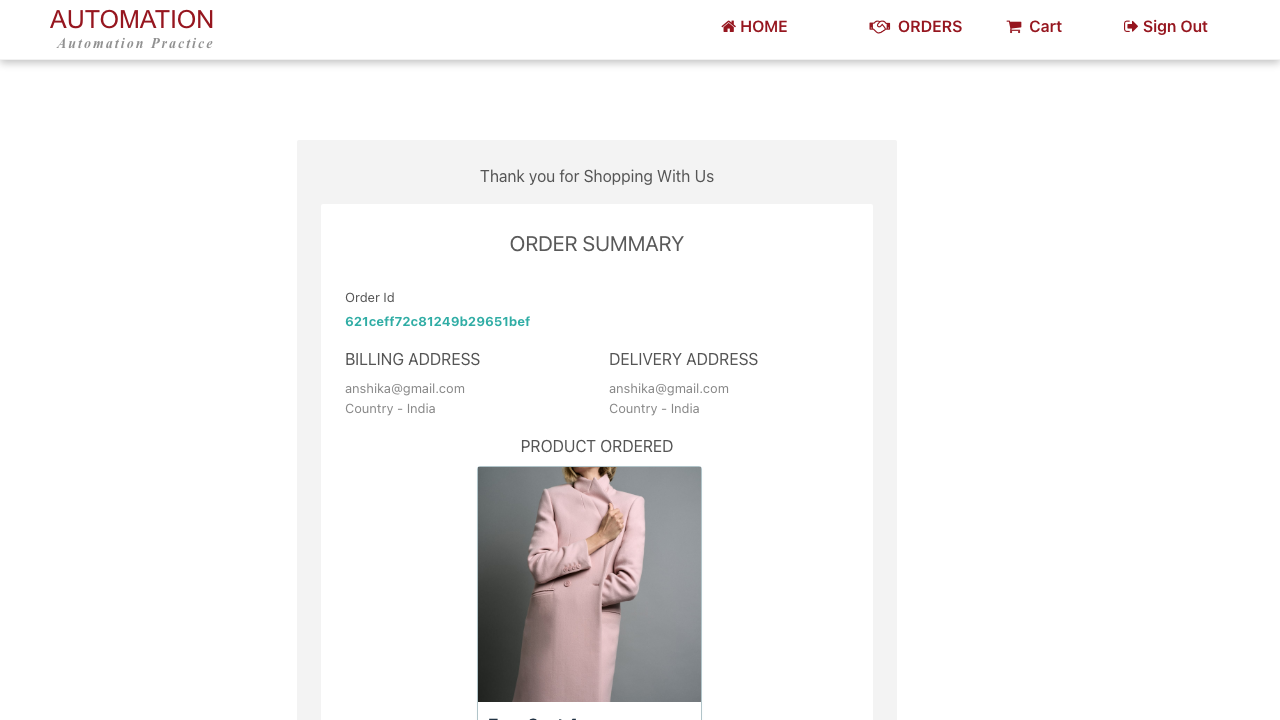 AUTOMATION
Automation Practice
HOME
ORDERS
Cart
Sign Out
Thank you for Shopping With Us
ORDER SUMMARY
Order Id
621ceff72c81249b29651bef
BILLING ADDRESS
DELIVERY ADDRESS
anshika@gmail.com
anshika@gmail.com
Country - India
Country - India
PRODUCT ORDERED